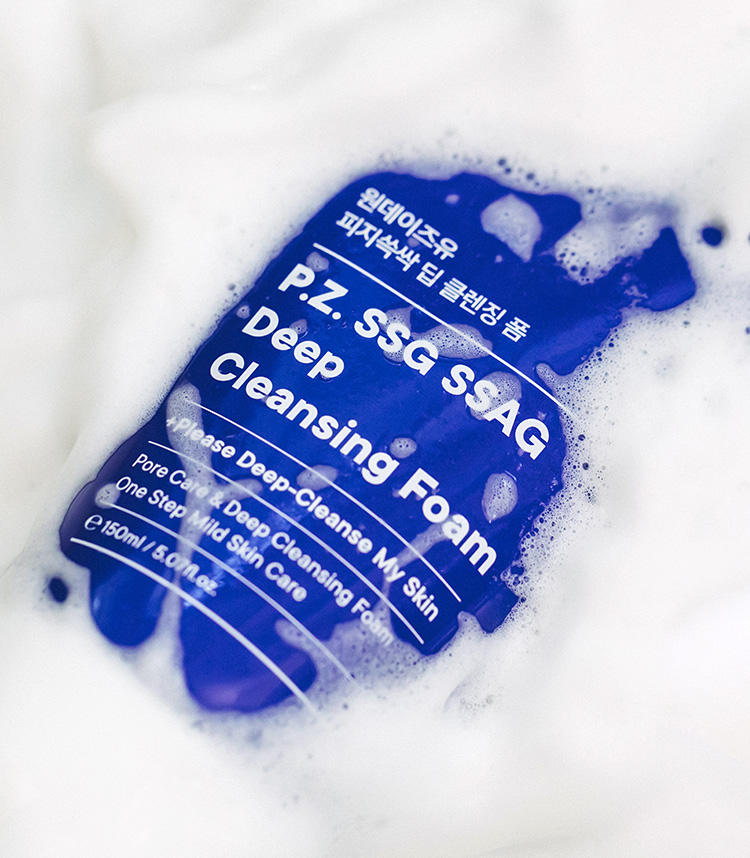 원데이즈유
피지쏙싹 딥 클렌징 폼
P.Z. SSG SSAG
Deep
Cleansing Foam
+Please Deep-Cleanse My Skin
Pore Care & Deep Cleansing Foam
One Step Mild Skin Care
℮ 150ml / 5.07fl.oz.